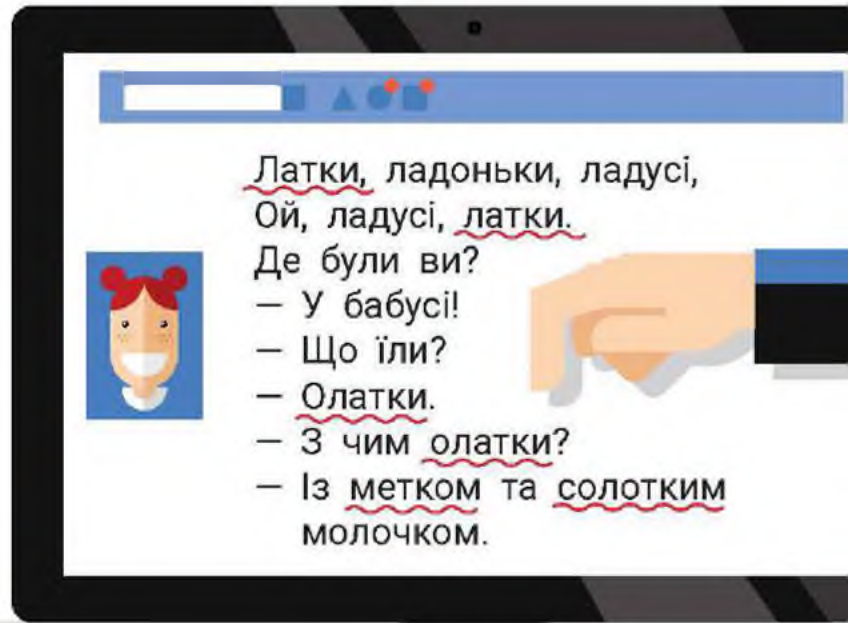 Латки, ладоньки, ладусі,
Ой, ладусі, латки.
Де були ви?
– У бабусі!
– Що їли?
– Олатки.
– З чим олатки?
– Із метком та солотким
молочком.